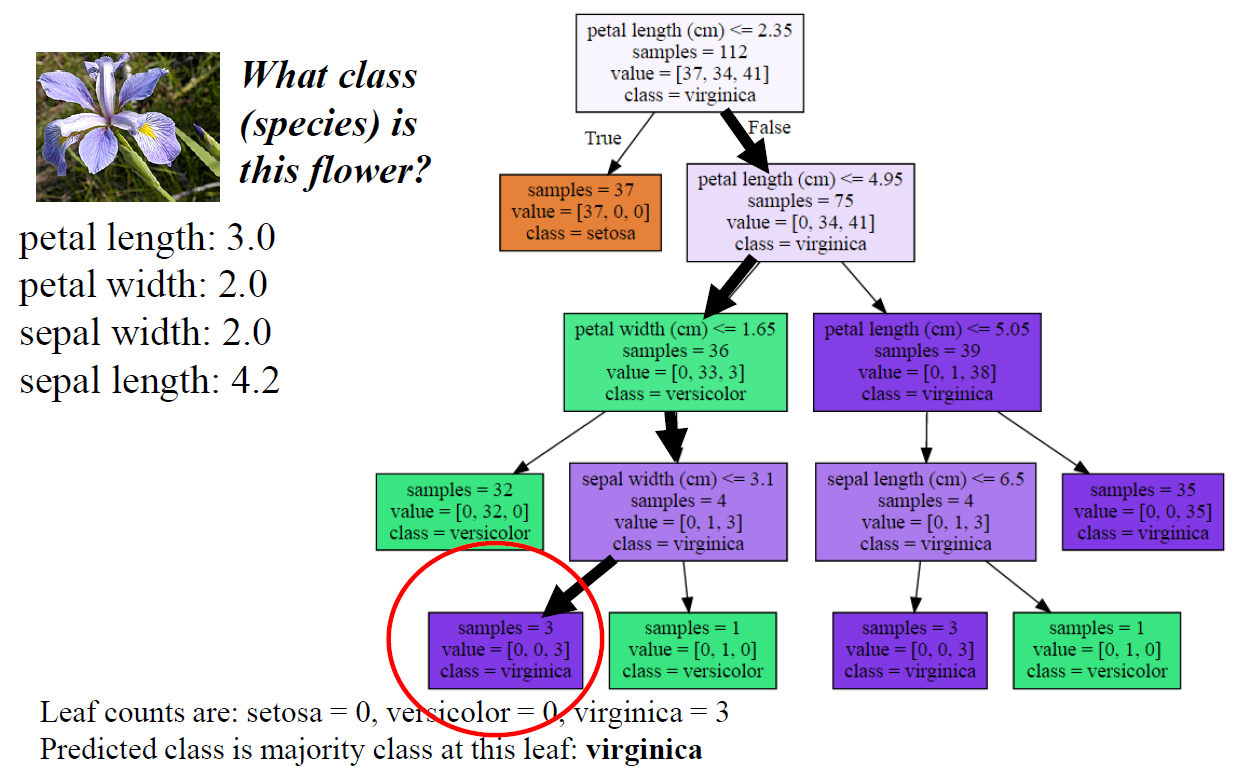 What class
(species) is
this flower?
petal length: 3.0
petal width: 2.0
sepal width: 2.0
sepal length: 4.2
petal length (cm) <= 2.35
samples = 112
value = [37, 34, 41]
class = virginica
True
False
samples = 37
value = [37, 0, 0]
class = setosa
petal length (cm) <= 4.95
samples = 75
value = [0, 34, 41]
class = virginica
petal width (cm) <= 1.65
samples = 36
value = [0, 33, 3]
class = versicolor
petal length (cm) <= 5.05
samples = 39
value = [0, 1, 38]
class = virginica
samples = 32
value = [0, 32, 0]
class = versicolor
sepal width (cm) <= 3.1
samples = 4
value = [0, 1, 3]
class = virginica
sepal length (cm) <= 6.5
samples = 4
value = [0, 1, 3]
class = virginica
samples = 35
value = [0, 0, 35]
class = virginica
samples = 3
value = [0, 0, 3]
class = virginica
samples = 1
value = [0, 1, 0]
class = versicolor
samples = 3
value = [0, 0, 3]
class = virginica
samples = 1
value = [0, 1, 0]
class = versicolor
Leaf counts are: setosa = 0, versicolor = 0, virginica = 3
Predicted class is majority class at this leaf: virginica